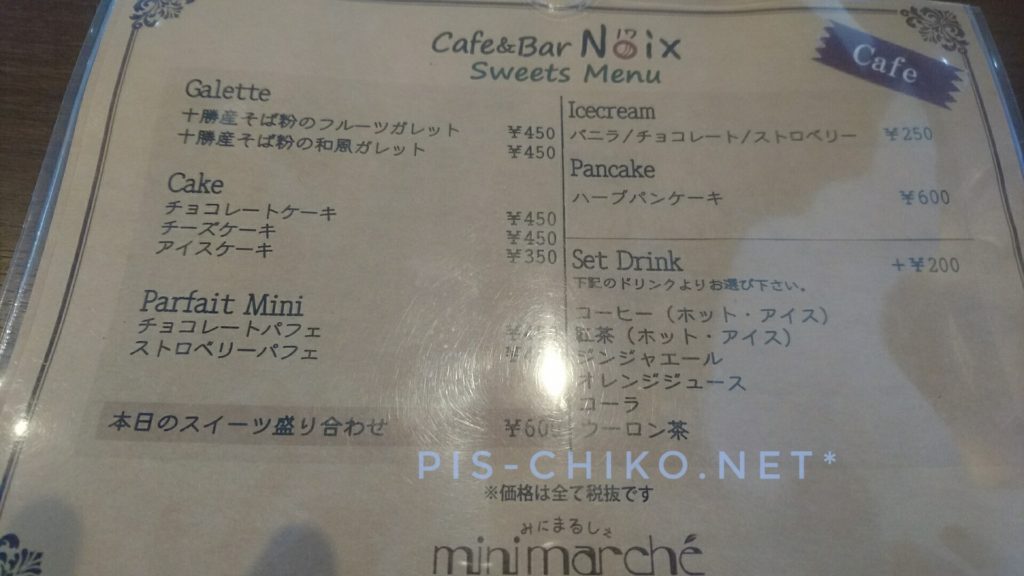 Cafe&Bar Noix
Sweets Menu
Cafe
Galette
十勝産そば粉のフルーツガレット ¥450
十勝産そば粉の和風ガレット ¥450
Cake
チョコレートケーキ ¥450
チーズケーキ ¥450
アイスケーキ ¥350
Parfait Mini
チョコレートパフェ
ストロベリーパフェ
本日のスイーツ盛り合わせ
Icecream
バニラ/チョコレート/ストロベリー ¥250
Pancake
ハーブパンケーキ ¥600
Set Drink +¥200
下記のドリンクよりお選び下さい。
コーヒー (ホット・アイス)
紅茶 (ホット・アイス)
ジンジャエール
オレンジジュース
コーラ
ウーロン茶
PIS-CHIKO.NET*
※価格は全て税抜です
みにまるしぇ
minimarché